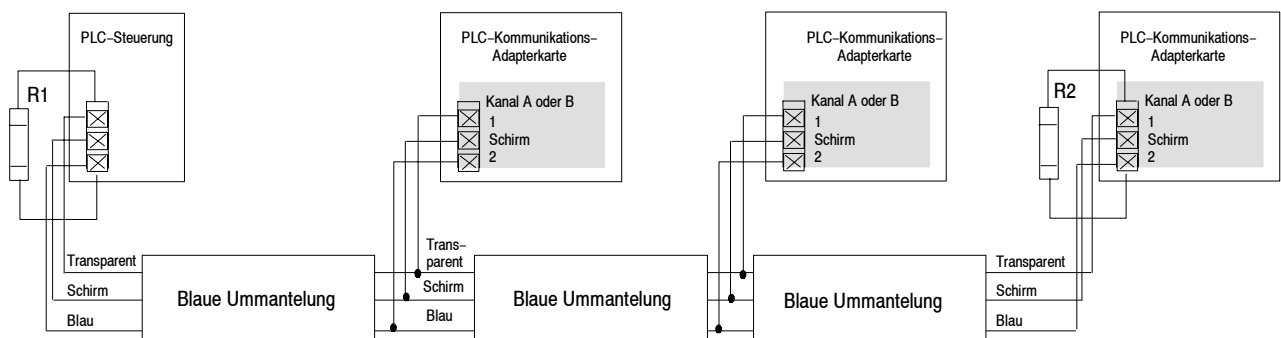 PLC–Steuerung
R1
PLC–Kommunikations–
Adapterkarte
Kanal A oder B
1
Schirm
2
PLC–Kommunikations–
Adapterkarte
Kanal A oder B
1
Schirm
2
PLC–Kommunikations–
Adapterkarte
R2
Kanal A oder B
1
Schirm
2
Transparent
Schirm
Blau
Blaue Ummantelung
Trans–
parent
Schirm
Blau
Blaue Ummantelung
Blaue Ummantelung
Transparent
Schirm
Blau